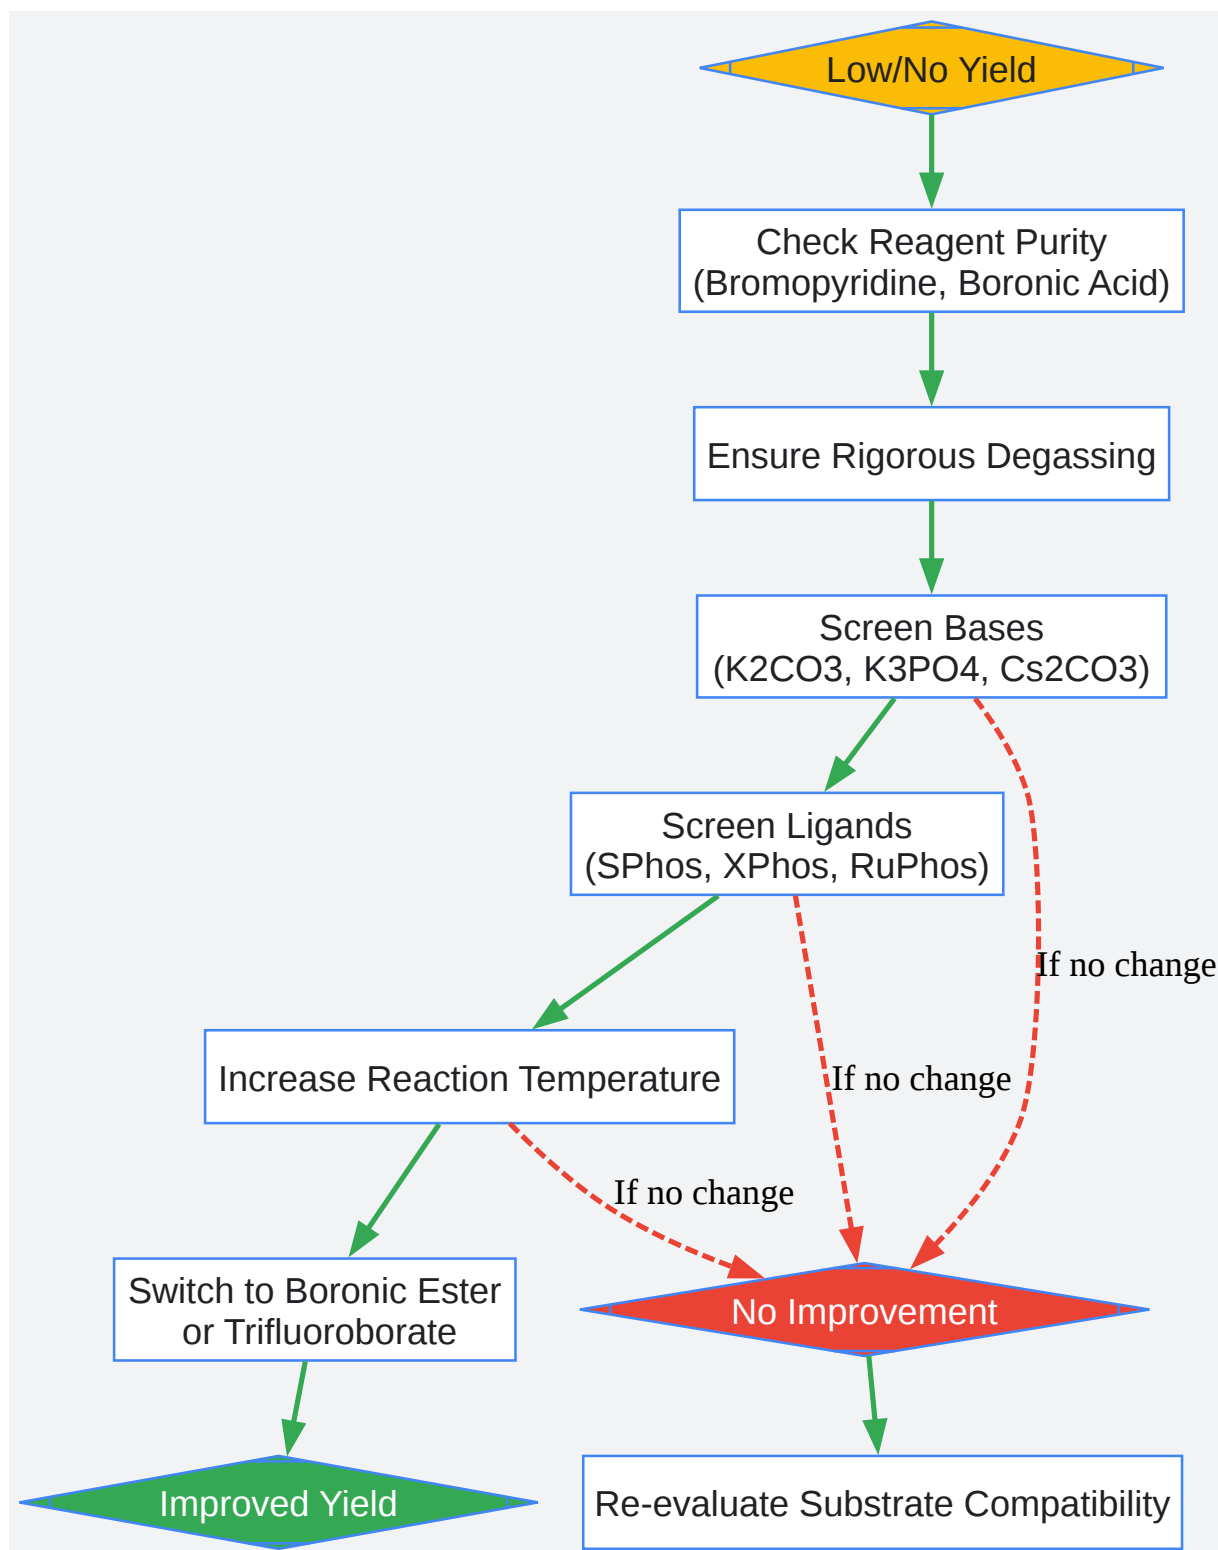 Low/No Yield
Check Reagent Purity
(Bromopyridine, Boronic Acid)
Ensure Rigorous Degassing
Screen Bases
(K2CO3, K3PO4, Cs2CO3)
Screen Ligands
(SPhos, XPhos, RuPhos)
If no change
Increase Reaction Temperature
If no change
If no change
Switch to Boronic Ester
or Trifluoroborate
No Improvement
Improved Yield
Re-evaluate Substrate Compatibility